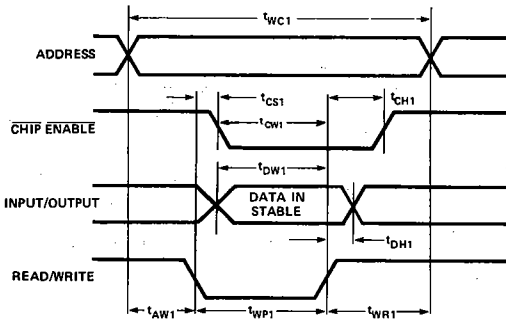 tWC1
ADDRESS
tCS1
tCH1
CHIP ENABLE
tCW1
tDW1
INPUT/OUTPUT
DATA IN
STABLE
tDH1
READ/WRITE
tAW1
tWP1
tWR1